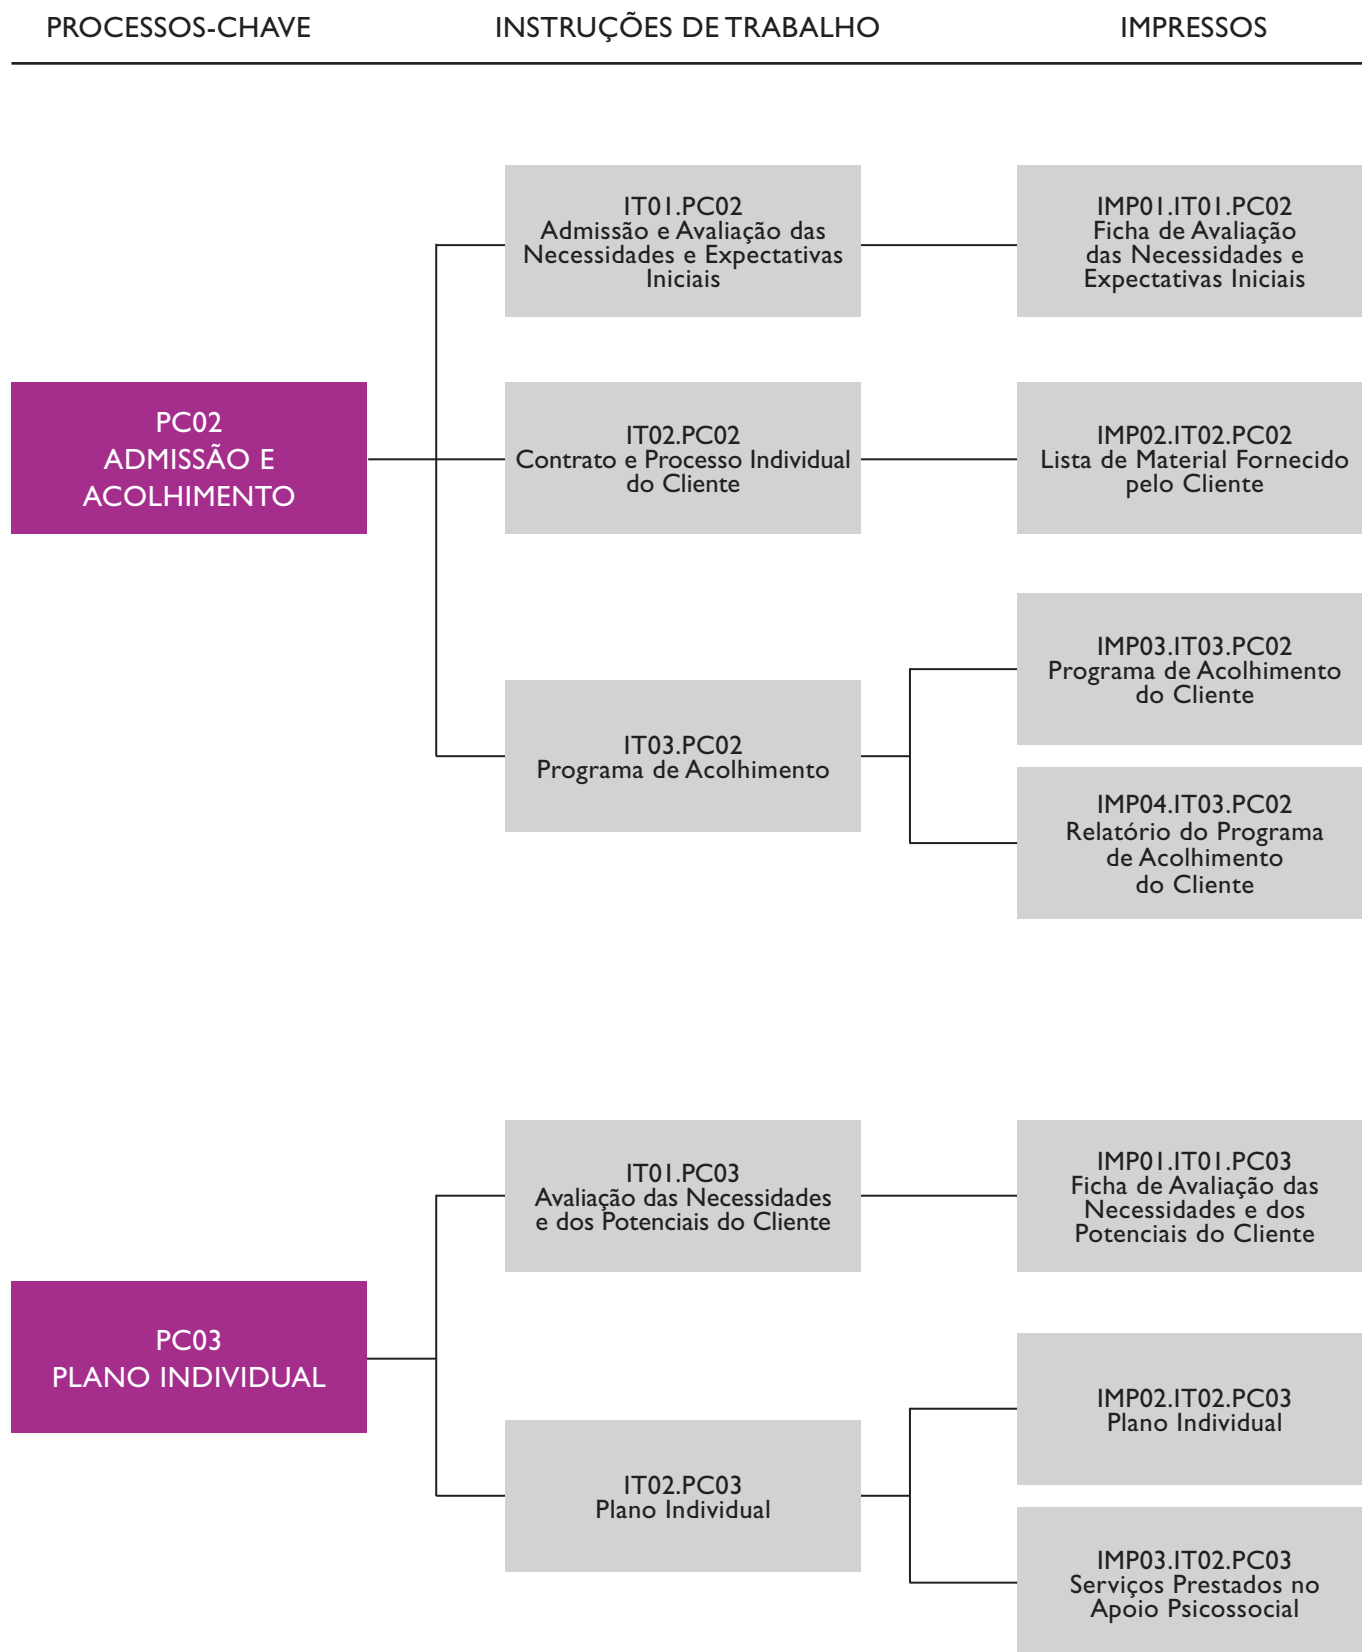 PROCESSOS-CHAVE
INSTRUÇÕES DE TRABALHO
IMPRESSOS
PC02
ADMISSÃO E
ACOLHIMENTO
IT01.PC02
Admissão e Avaliação das
Necessidades e Expectativas
Iniciais
IMP01.IT01.PC02
Ficha de Avaliação
das Necessidades e
Expectativas Iniciais
IT02.PC02
Contrato e Processo Individual
do Cliente
IMP02.IT02.PC02
Lista de Material Fornecido
pelo Cliente
IT03.PC02
Programa de Acolhimento
IMP03.IT03.PC02
Programa de Acolhimento
do Cliente
IMP04.IT03.PC02
Relatório do Programa
de Acolhimento
do Cliente
PC03
PLANO INDIVIDUAL
IT01.PC03
Avaliação das Necessidades
e dos Potenciais do Cliente
IMP01.IT01.PC03
Ficha de Avaliação das
Necessidades e dos
Potenciais do Cliente
IT02.PC03
Plano Individual
IMP02.IT02.PC03
Plano Individual
IMP03.IT02.PC03
Serviços Prestados no
Apoio Psicossocial